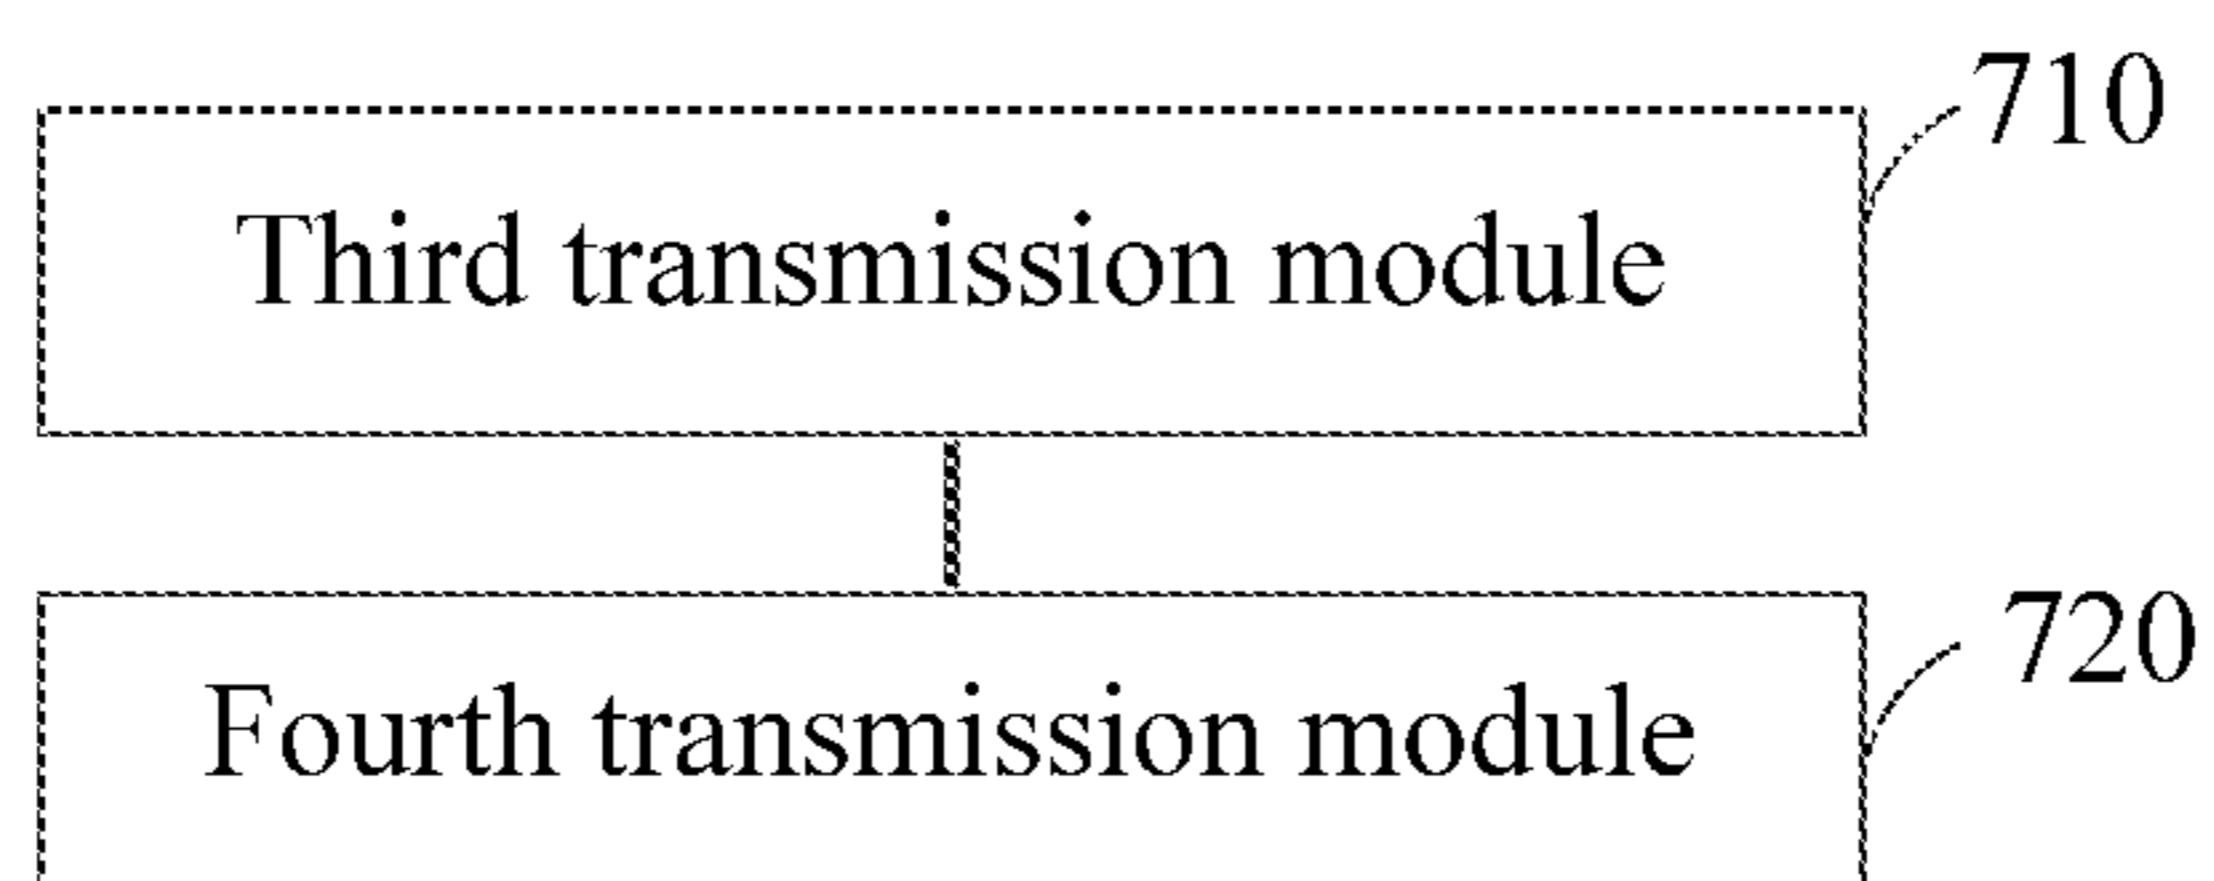 710
Third transmission module
720
Fourth transmission module